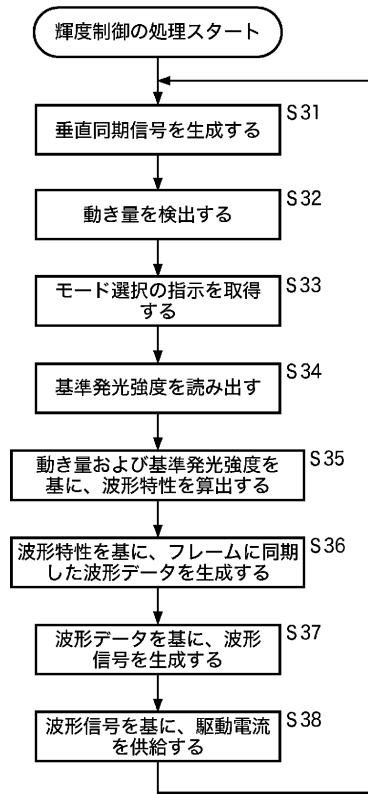 輝度制御の処理スタート
S31
垂直同期信号を生成する
S32
動き量を検出する
S33
モード選択の指示を取得
する
S34
基準発光強度を読み出す
S35
動き量および基準発光強度を
基に、波形特性を算出する
S36
波形特性を基に、フレームに同期
した波形データを生成する
S37
波形データを基に、波形
信号を生成する
S38
波形信号を基に、駆動電流
を供給する